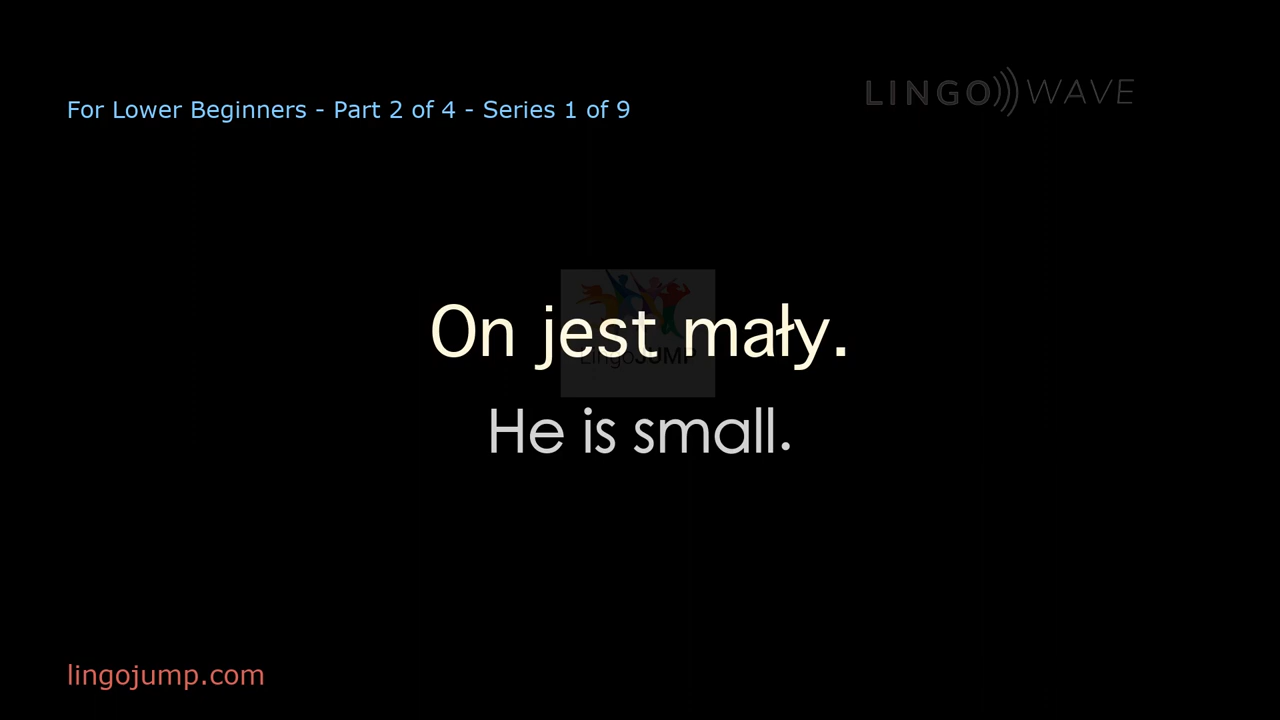 For Lower Beginners - Part 2 of 4 - Series 1 of 9
LINGO WAVE
On jest mały.
LingoJUMP
He is small.
lingojump.com